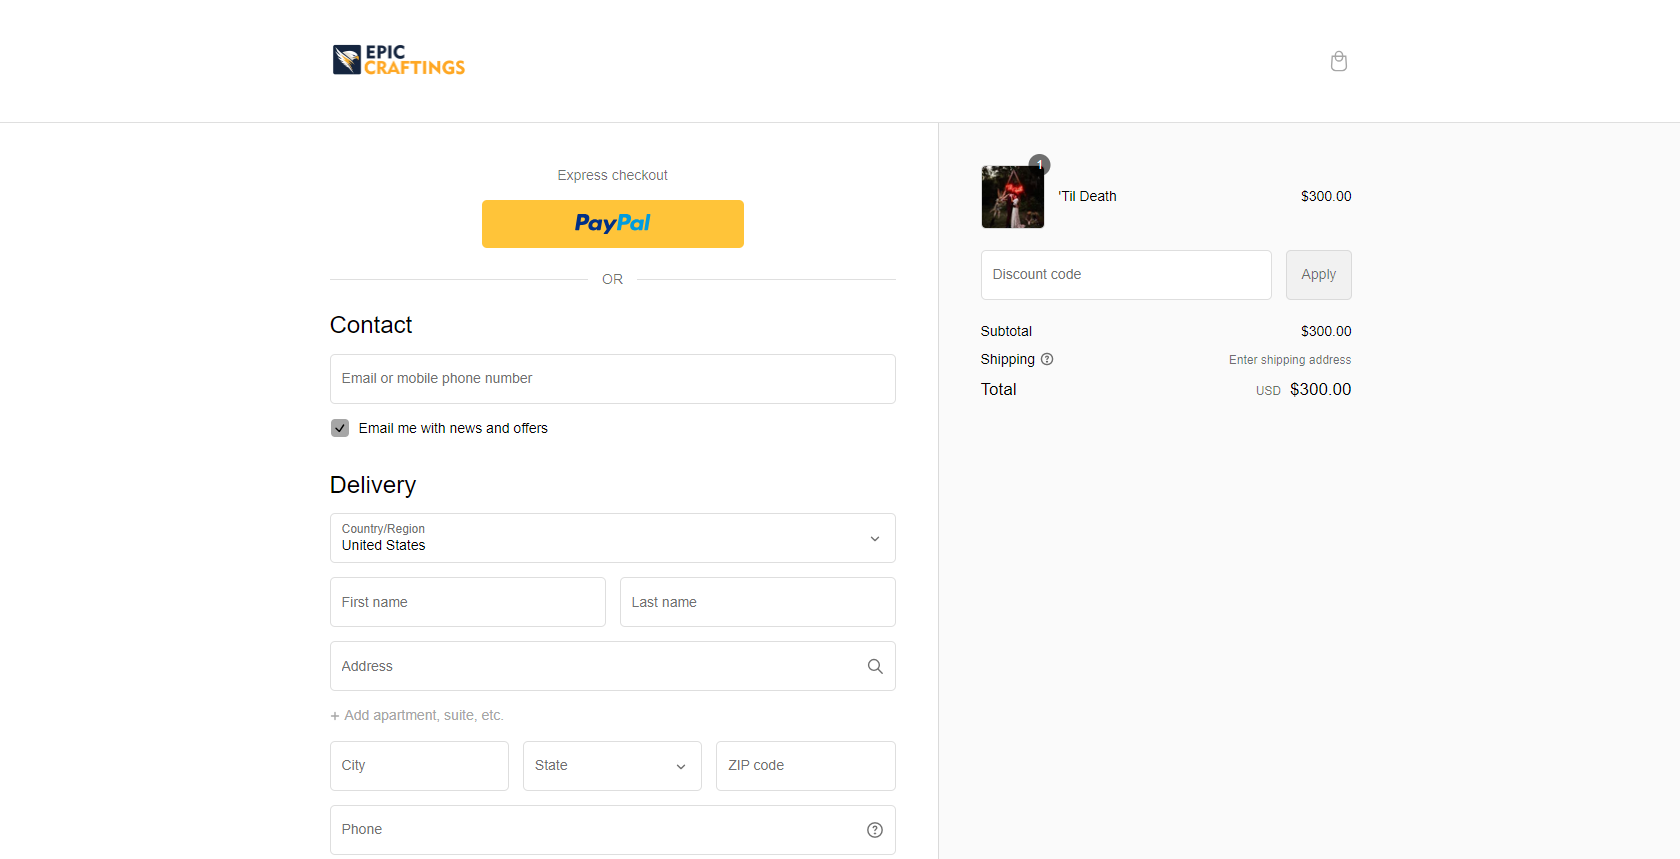 EPIC
CRAFTINGS
Express checkout
PayPal
OR
Contact
Email or mobile phone number
Email me with news and offers
Delivery
Country/Region
United States
First name
Last name
Address
+ Add apartment, suite, etc.
City
State
ZIP code
Phone
1
'Til Death
$300.00
Discount code
Apply
Subtotal
$300.00
Shipping
Enter shipping address
Total
USD $300.00